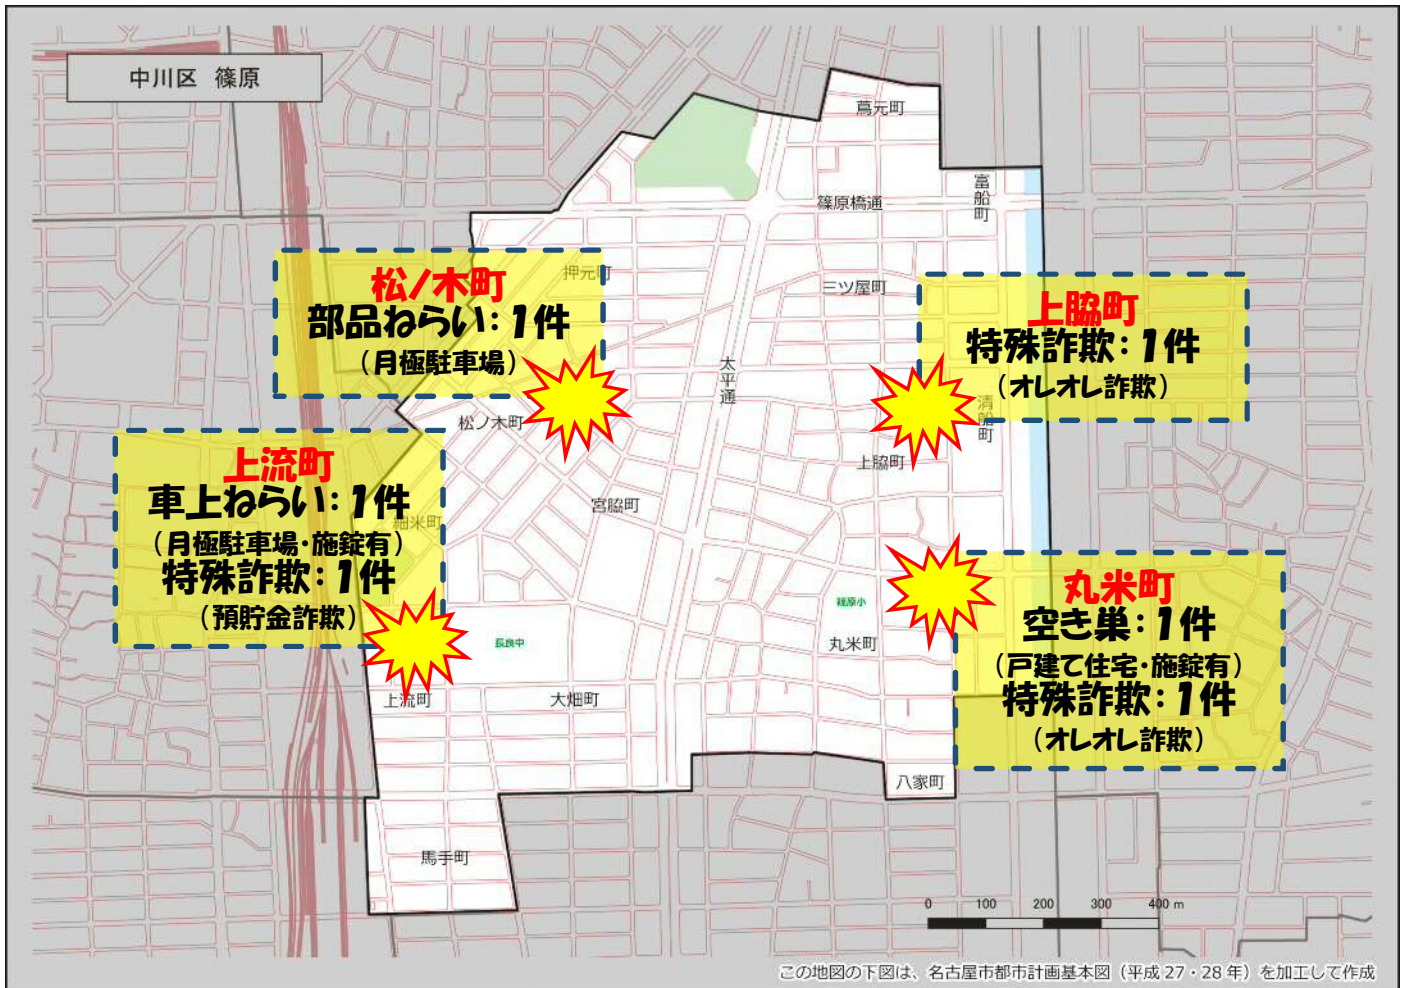 中川区 篠原
蔦元町
富船町
篠原橋通
松ノ木町
部品ねらい：1件
（月極駐車場）
押元町
三ツ屋町
上脇町
特殊詐欺：1件
（オレオレ詐欺）
太平通
清船町
松ノ木町
上脇町
上流町
車上ねらい：1件
（月極駐車場・施錠有）
特殊詐欺：1件
（預貯金詐欺）
細米町
宮脇町
丸米町
空き巣：1件
（戸建て住宅・施錠有）
特殊詐欺：1件
（オレオレ詐欺）
篠原小
丸米町
長良中
上流町
大畑町
八家町
馬手町
0 100 200 300 400 m
この地図の下図は、名古屋市都市計画基本図（平成 27・28 年）を加工して作成